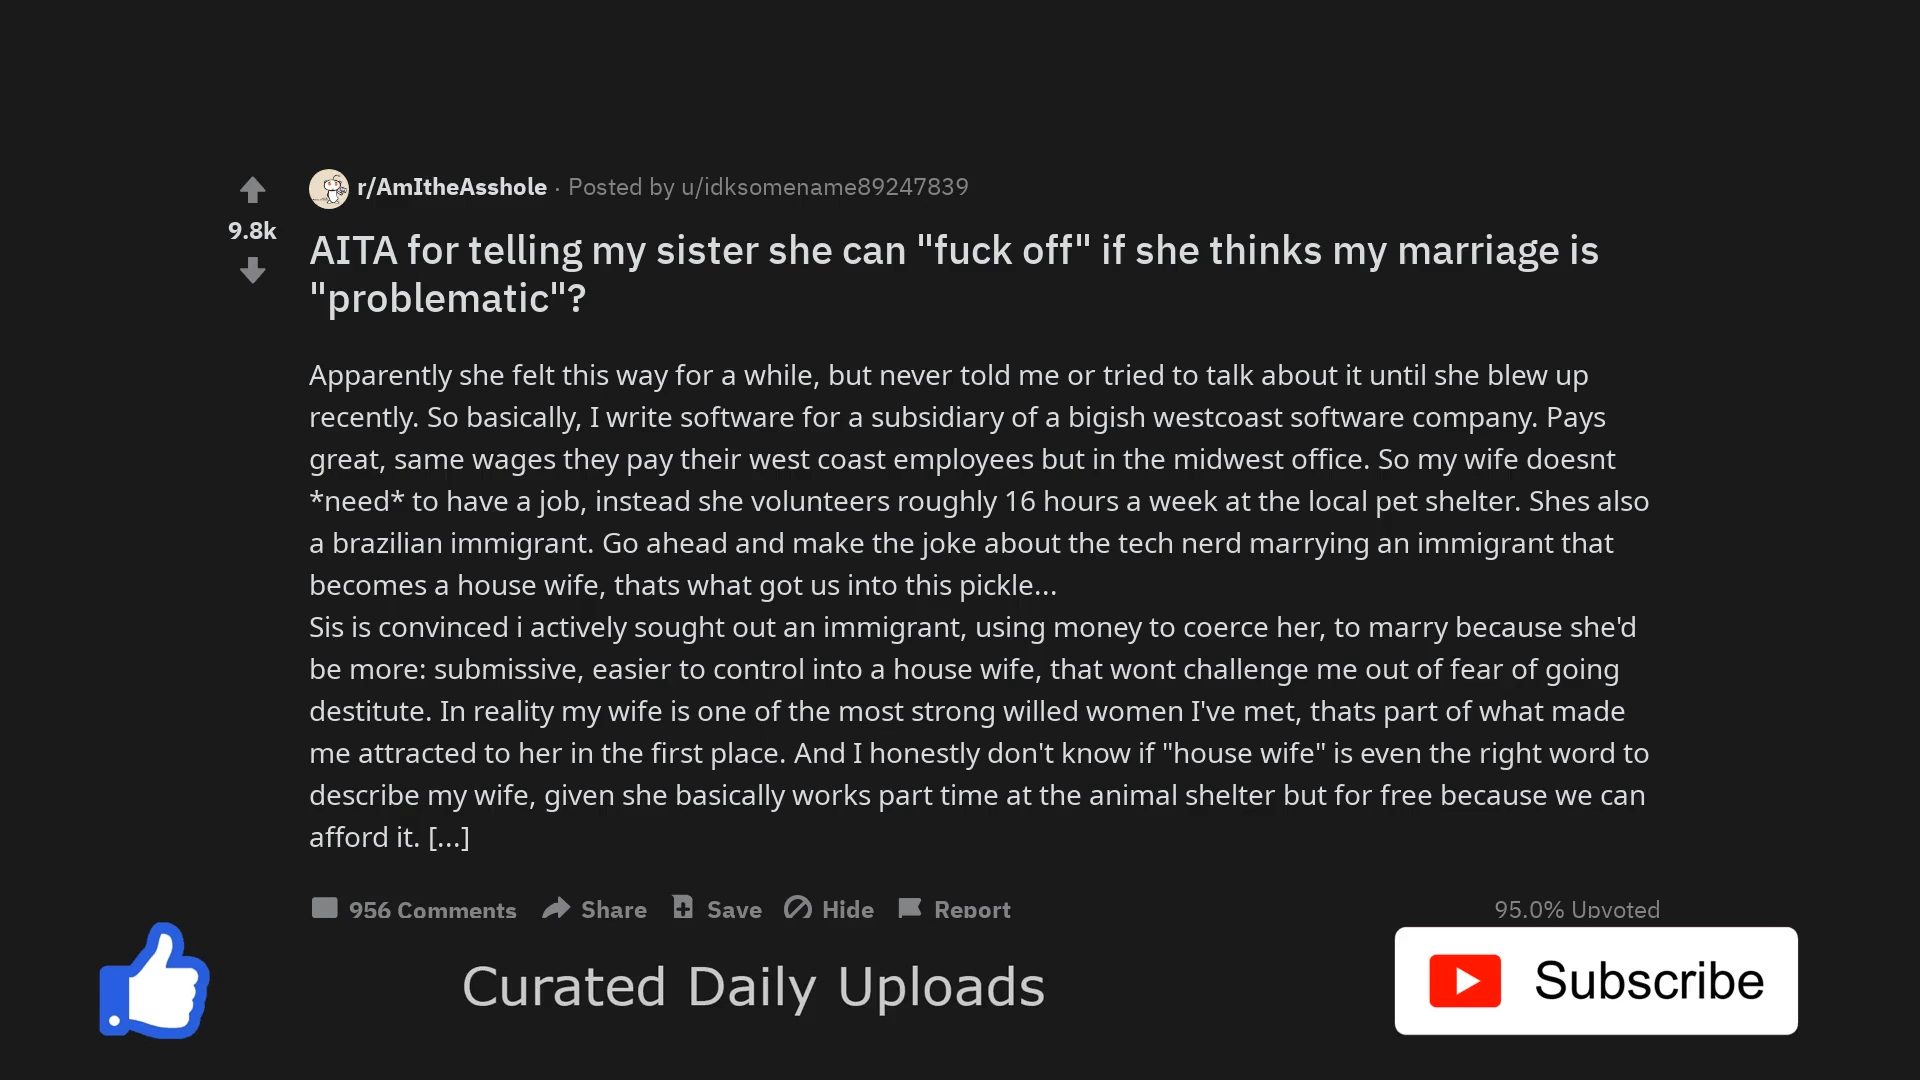 r/AmItheAsshole · Posted by u/idksomename89247839
9.8k
AITA for telling my sister she can "fuck off" if she thinks my marriage is
"problematic"?
Apparently she felt this way for a while, but never told me or tried to talk about it until she blew up
recently. So basically, I write software for a subsidiary of a bigish westcoast software company. Pays
great, same wages they pay their west coast employees but in the midwest office. So my wife doesnt
*need* to have a job, instead she volunteers roughly 16 hours a week at the local pet shelter. Shes also
a brazilian immigrant. Go ahead and make the joke about the tech nerd marrying an immigrant that
becomes a house wife, thats what got us into this pickle...
Sis is convinced i actively sought out an immigrant, using money to coerce her, to marry because she'd
be more: submissive, easier to control into a house wife, that wont challenge me out of fear of going
destitute. In reality my wife is one of the most strong willed women I've met, thats part of what made
me attracted to her in the first place. And I honestly don't know if "house wife" is even the right word to
describe my wife, given she basically works part time at the animal shelter but for free because we can
afford it. [...]
956 Comments Share Save Hide Report 95.0% Upvoted
Curated Daily Uploads
Subscribe